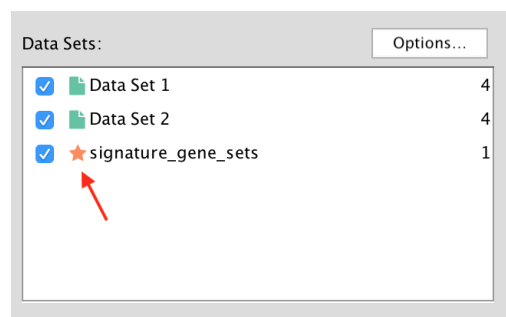 Data Sets: Options...
Data Set 1 4
Data Set 2 4
signature_gene_sets 1